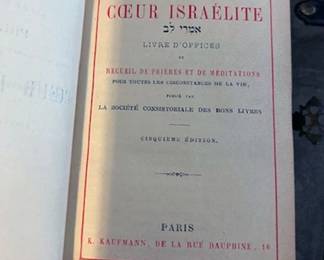 CŒUR ISRAÉLITE
אמרי לב
LIVRE D'OFFICES
ET
RECUEIL DE PRIÈRES ET DE MÉDITATIONS
POUR TOUTES LES CIRCONSTANCES DE LA VIE,
PUBLIÉ PAR
LA SOCIÉTÉ CONSISTORIALE DES BONS LIVRES
CINQUIÈME ÉDITION.
PARIS
K. KAUFMANN, DE LA RUE DAUPHINE, 16